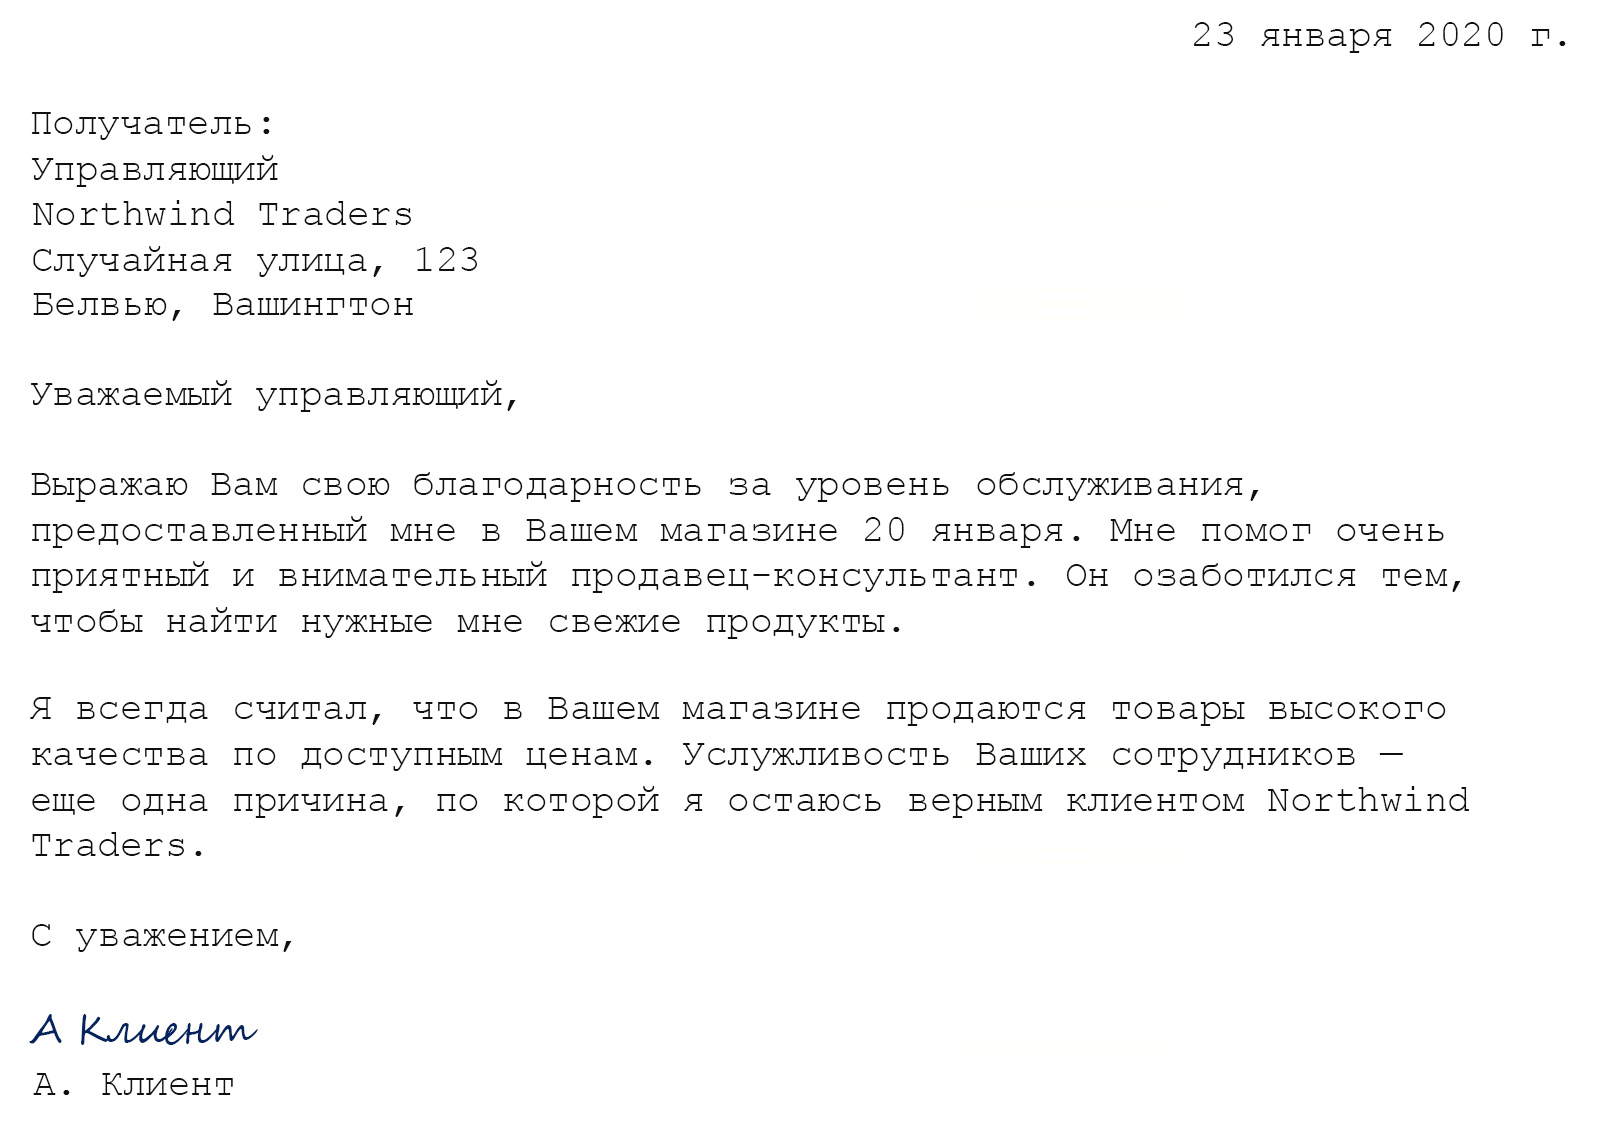 23 января 2020 г.
Получатель:
Управляющий
Northwind Traders
Случайная улица, 123
Белвью, Вашингтон
Уважаемый управляющий,
Выражаю Вам свою благодарность за уровень обслуживания,
предоставленный мне в Вашем магазине 20 января. Мне помог очень
приятный и внимательный продавец-консультант. Он озаботился тем,
чтобы найти нужные мне свежие продукты.
Я всегда считал, что в Вашем магазине продаются товары высокого
качества по доступным ценам. Услужливость Ваших сотрудников —
еще одна причина, по которой я остаюсь верным клиентом Northwind
Traders.
С уважением,
А Клиент
А. Клиент